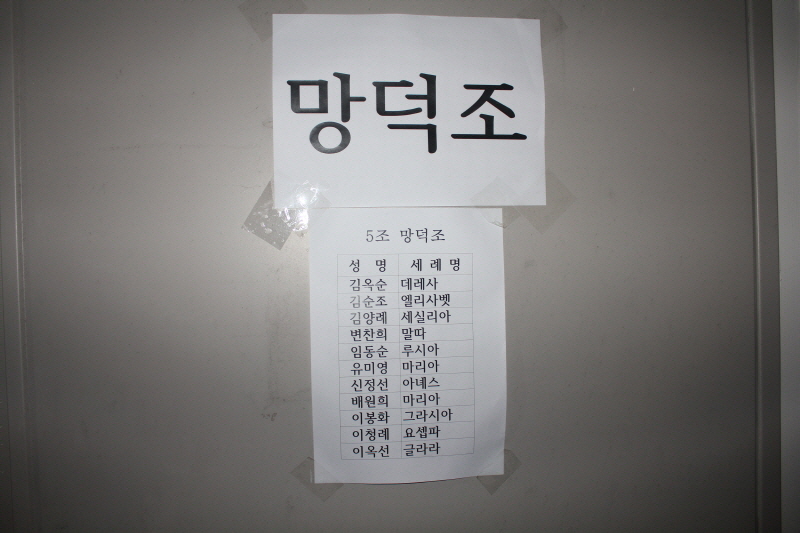 망덕조
5조 망덕조
성 명 세 례 명
김옥순 데레사
김순조 엘리사벳
김양례 세실리아
변찬희 말따
임동순 루시아
유미영 마리아
신정선 아녜스
배원희 마리아
이봉화 그라시아
이청례 요셉파
이옥선 글라라